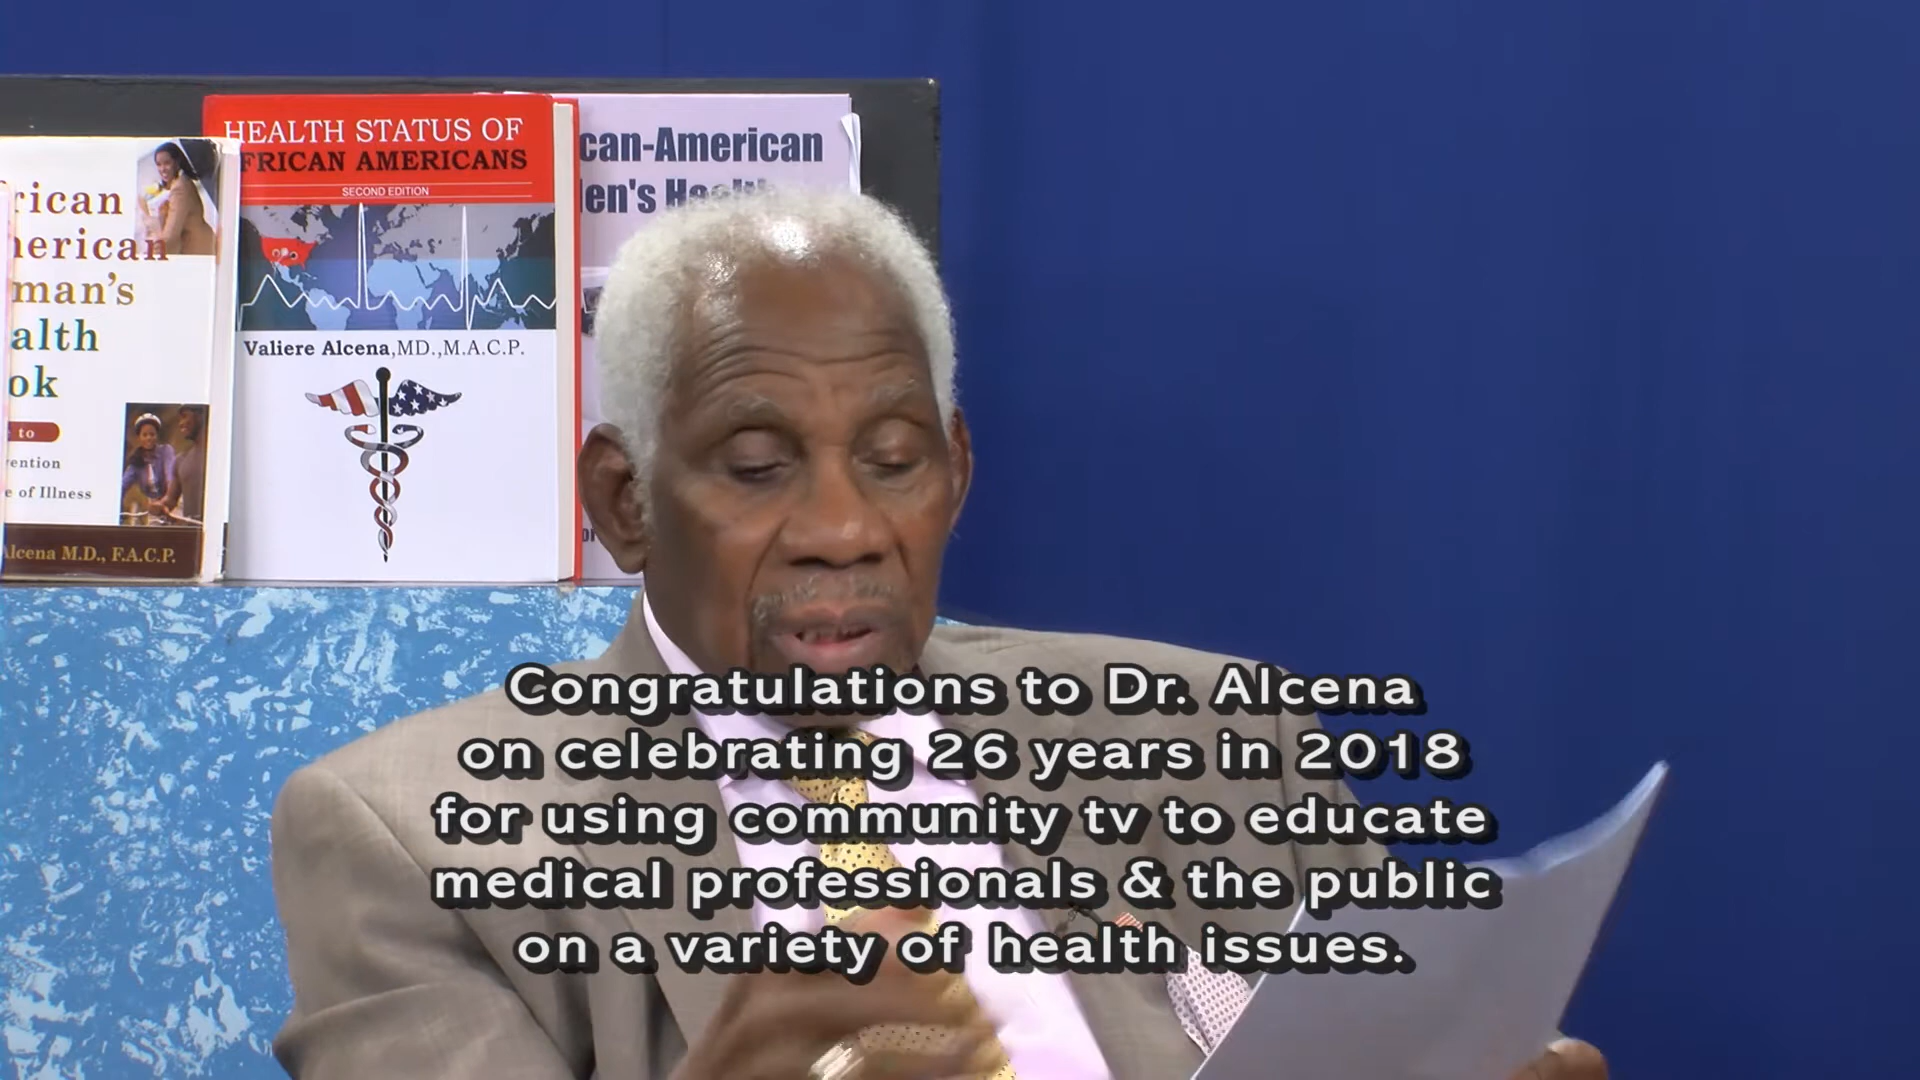 rican
erican
man's
alth
ok
to
ention
e of Illness
Alcena M.D., F.A.C.P.
HEALTH STATUS OF
FRICAN AMERICANS
SECOND EDITION
Valiere Alcena,MD.,M.A.C.P.
can-American
en's Health
Congratulations to Dr. Alcena
on celebrating 26 years in 2018
for using community tv to educate
medical professionals & the public
on a variety of health issues.